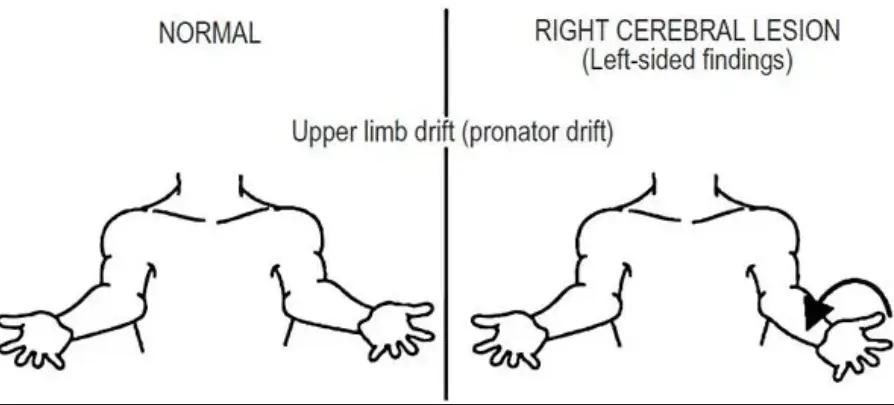 NORMAL
RIGHT CEREBRAL LESION
(Left-sided findings)
Upper limb drift (pronator drift)